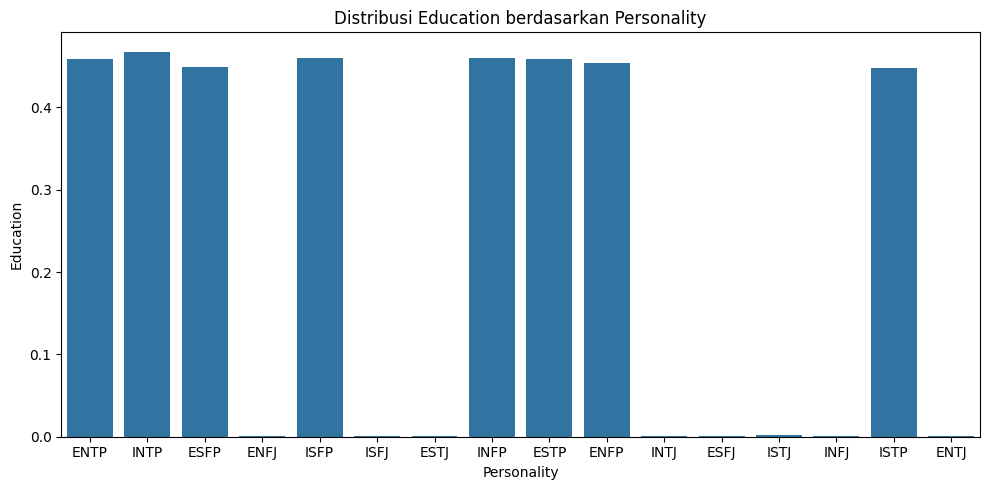 Distribusi Education berdasarkan Personality
Education
0.4
0.3
0.2
0.1
0.0
ENTP INTP ESFP ENFJ ISFP ISFJ ESTJ INFP ESTP ENFP INTJ ESFJ ISTJ INFJ ISTP ENTJ
Personality